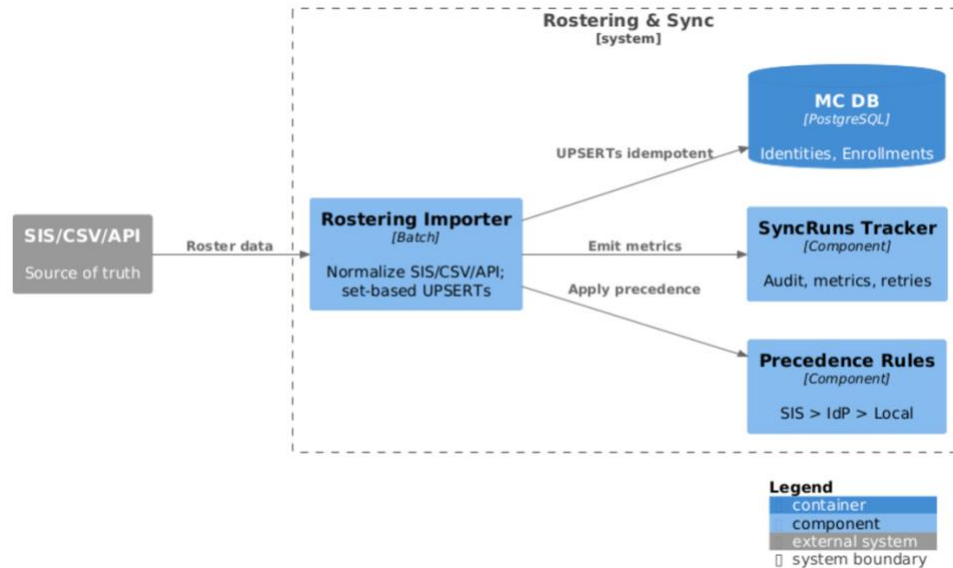 Rostering & Sync
[system]
MC DB
[PostgreSQL]
Identities, Enrollments
UPSERTs idempotent
SIS/CSV/API
Source of truth
Roster data
Rostering Importer
[Batch]
Normalize SIS/CSV/API;
set-based UPSERTs
Emit metrics
SyncRuns Tracker
[Component]
Audit, metrics, retries
Apply precedence
Precedence Rules
[Component]
SIS > IdP > Local
Legend
container
component
external system
system boundary